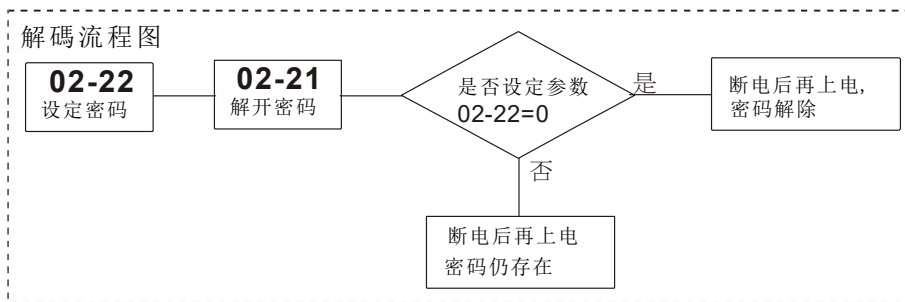 解碼流程图
02-22
设定密码
02-21
解开密码
是否设定参数
02-22=0
是
断电后再上电,
密码解除
否
断电后再上电
密码仍存在